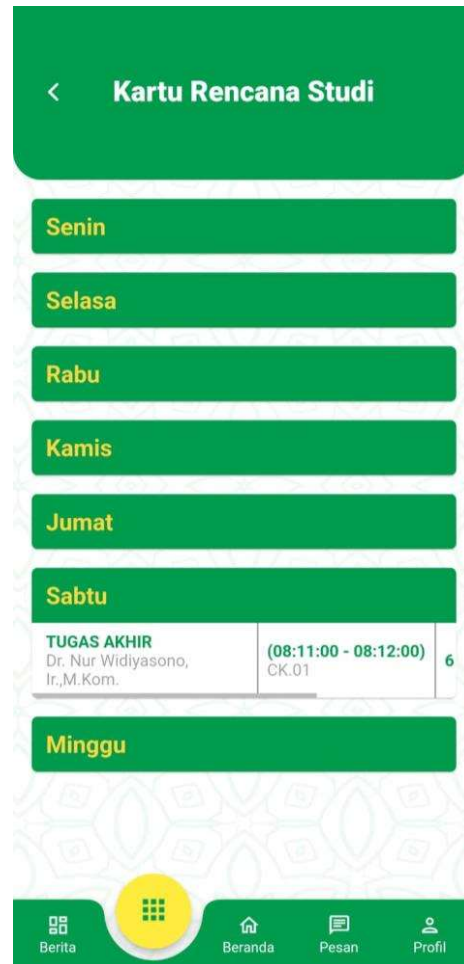 Kartu Rencana Studi
Senin
Selasa
Rabu
Kamis
Jumat
Sabtu
TUGAS AKHIR
Dr. Nur Widiyasono,
Ir.,M.Kom.
(08:11:00 - 08:12:00)
CK.01
6
Minggu
Berita
Beranda
Pesan
Profil